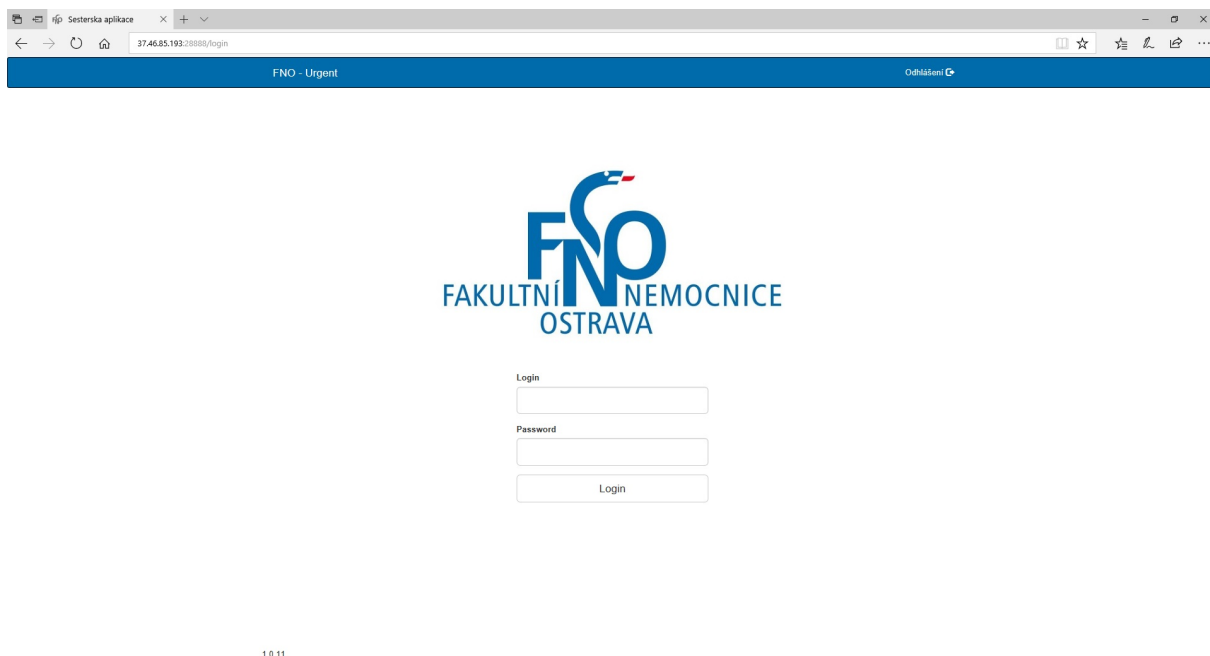 Sesterska aplikace
37.46.85.193:28888/login
FNO - Urgent
Odhlášení
FNO
FAKULTNÍ NEMOCNICE
OSTRAVA
Login
Password
Login
1.0.11